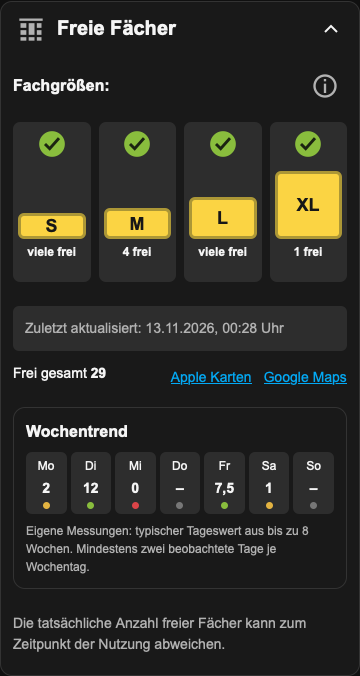 Freie Fächer
Fachgrößen:
S
M
L
XL
viele frei
4 frei
viele frei
1 frei
Zuletzt aktualisiert: 13.11.2026, 00:28 Uhr
Frei gesamt 29
Apple Karten Google Maps
Wochentrend
Mo Di Mi Do Fr Sa So
2 12 0 – 7,5 1 –
Eigene Messungen: typischer Tageswert aus bis zu 8
Wochen. Mindestens zwei beobachtete Tage je
Wochentag.
Die tatsächliche Anzahl freier Fächer kann zum
Zeitpunkt der Nutzung abweichen.